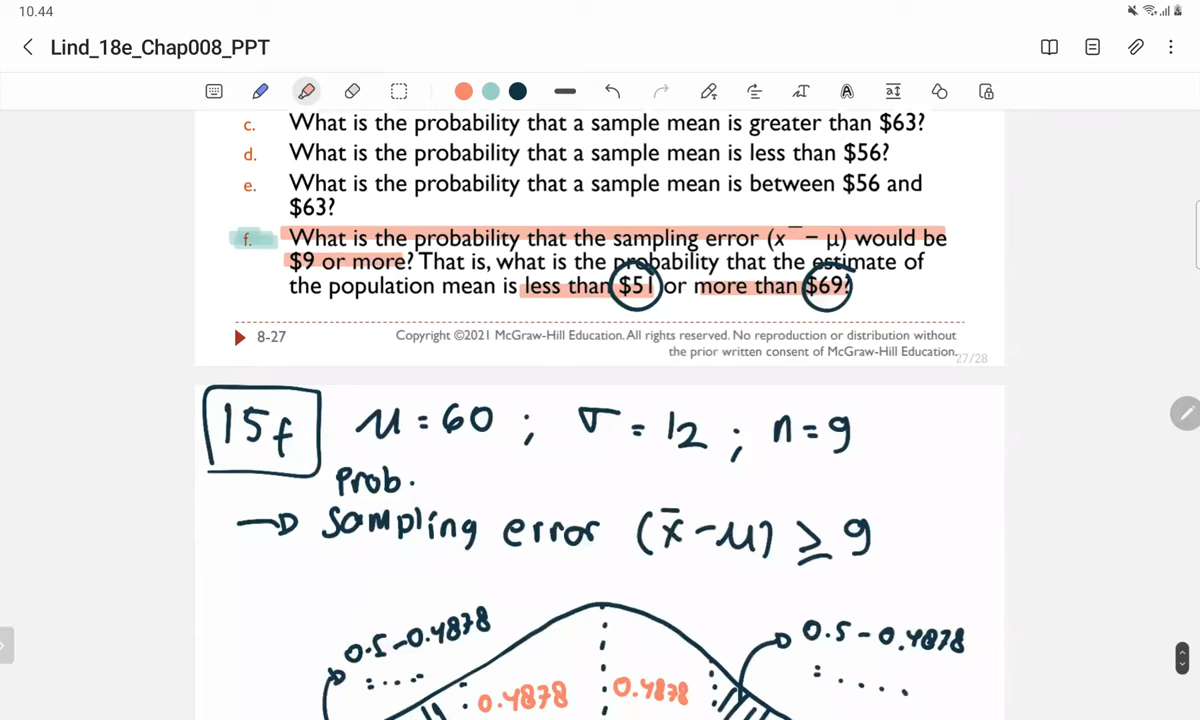 10.44
Lind_18e_Chap008_PPT
c. What is the probability that a sample mean is greater than $63?
d. What is the probability that a sample mean is less than $56?
e. What is the probability that a sample mean is between $56 and
$63?
f. What is the probability that the sampling error (x‾ − μ) would be
$9 or more? That is, what is the probability that the estimate of
the population mean is less than $51 or more than $69?
8-27 Copyright ©2021 McGraw-Hill Education. All rights reserved. No reproduction or distribution without
the prior written consent of McGraw-Hill Education.
27/28
15f μ = 60 ; σ = 12 ; n = 9
Prob.
→ Sampling error (x̄ - μ) ≥ 9
0.5 - 0.4878
0.5 - 0.4878
: ....
: ....
0.4878 0.4878